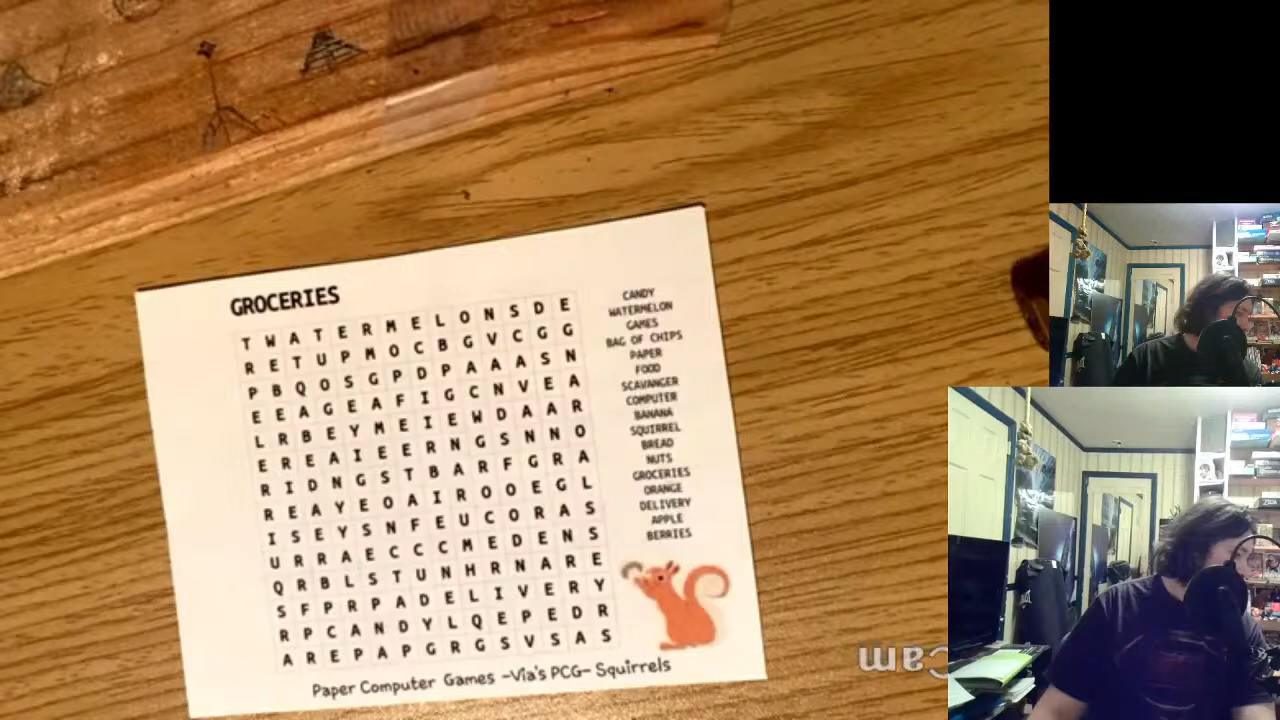 GROCERIES
T W A T E R M E L O N S D E
R E T U P M O C B G V C G G
P B Q O S G P D P A A A S N
E E A G E A F I G C N V E A
L R B E Y M E I E W D A A R
E R E A I E E R N G S N N O
R I D N G S T B A R F G R A
R E A Y E O A I R O O E G L
I S E Y S N F E U C O R A S
U R R A E C C C M E D E N S
Q R B L S T U N H R N A R E
S F P R P A D E L I V E R Y
R P C A N D Y L Q E P E D R
A R E P A P G R G S V S A S
CANDY
WATERMELON
GAMES
BAG OF CHIPS
PAPER
FOOD
SCAVANGER
COMPUTER
BANANA
SQUIRREL
BREAD
NUTS
GROCERIES
ORANGE
DELIVERY
APPLE
BERRIES
Paper Computer Games -Via's PCG- Squirrels